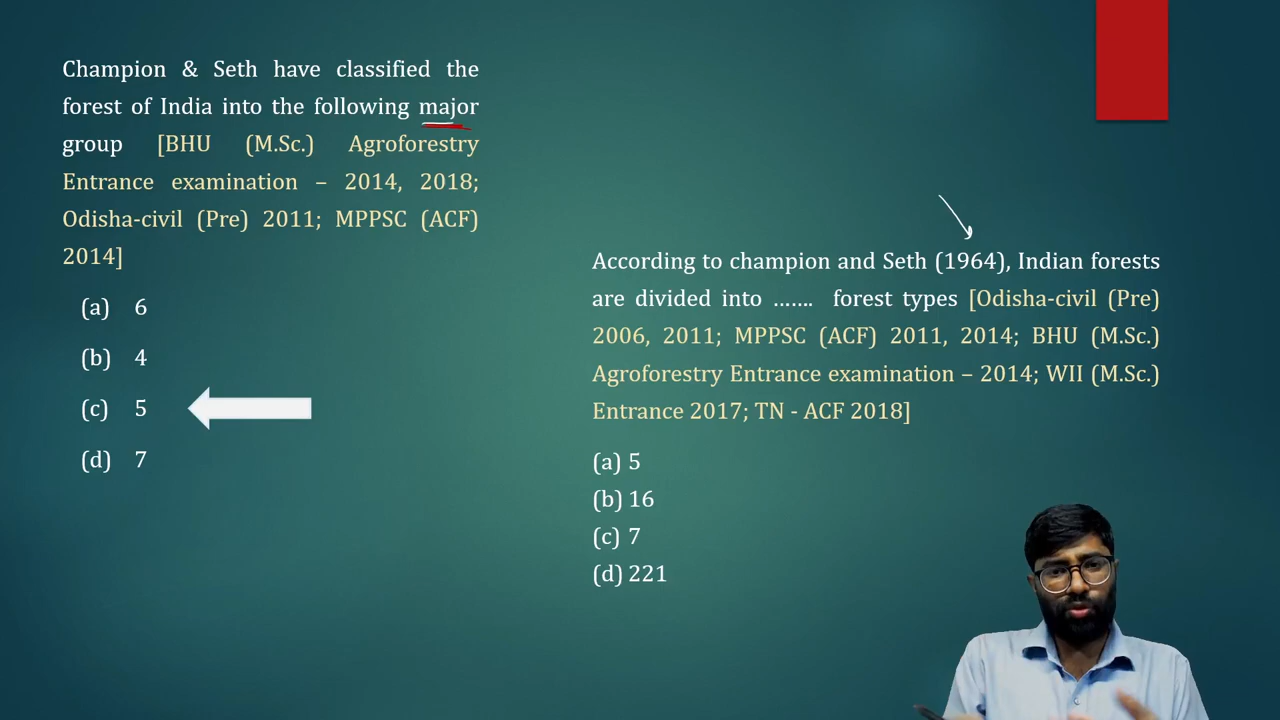 Champion & Seth have classified the
forest of India into the following major
group [BHU (M.Sc.) Agroforestry
Entrance examination – 2014, 2018;
Odisha-civil (Pre) 2011; MPPSC (ACF)
2014]
(a) 6
(b) 4
(c) 5
(d) 7
According to champion and Seth (1964), Indian forests
are divided into ....... forest types [Odisha-civil (Pre)
2006, 2011; MPPSC (ACF) 2011, 2014; BHU (M.Sc.)
Agroforestry Entrance examination – 2014; WII (M.Sc.)
Entrance 2017; TN - ACF 2018]
(a) 5
(b) 16
(c) 7
(d) 221